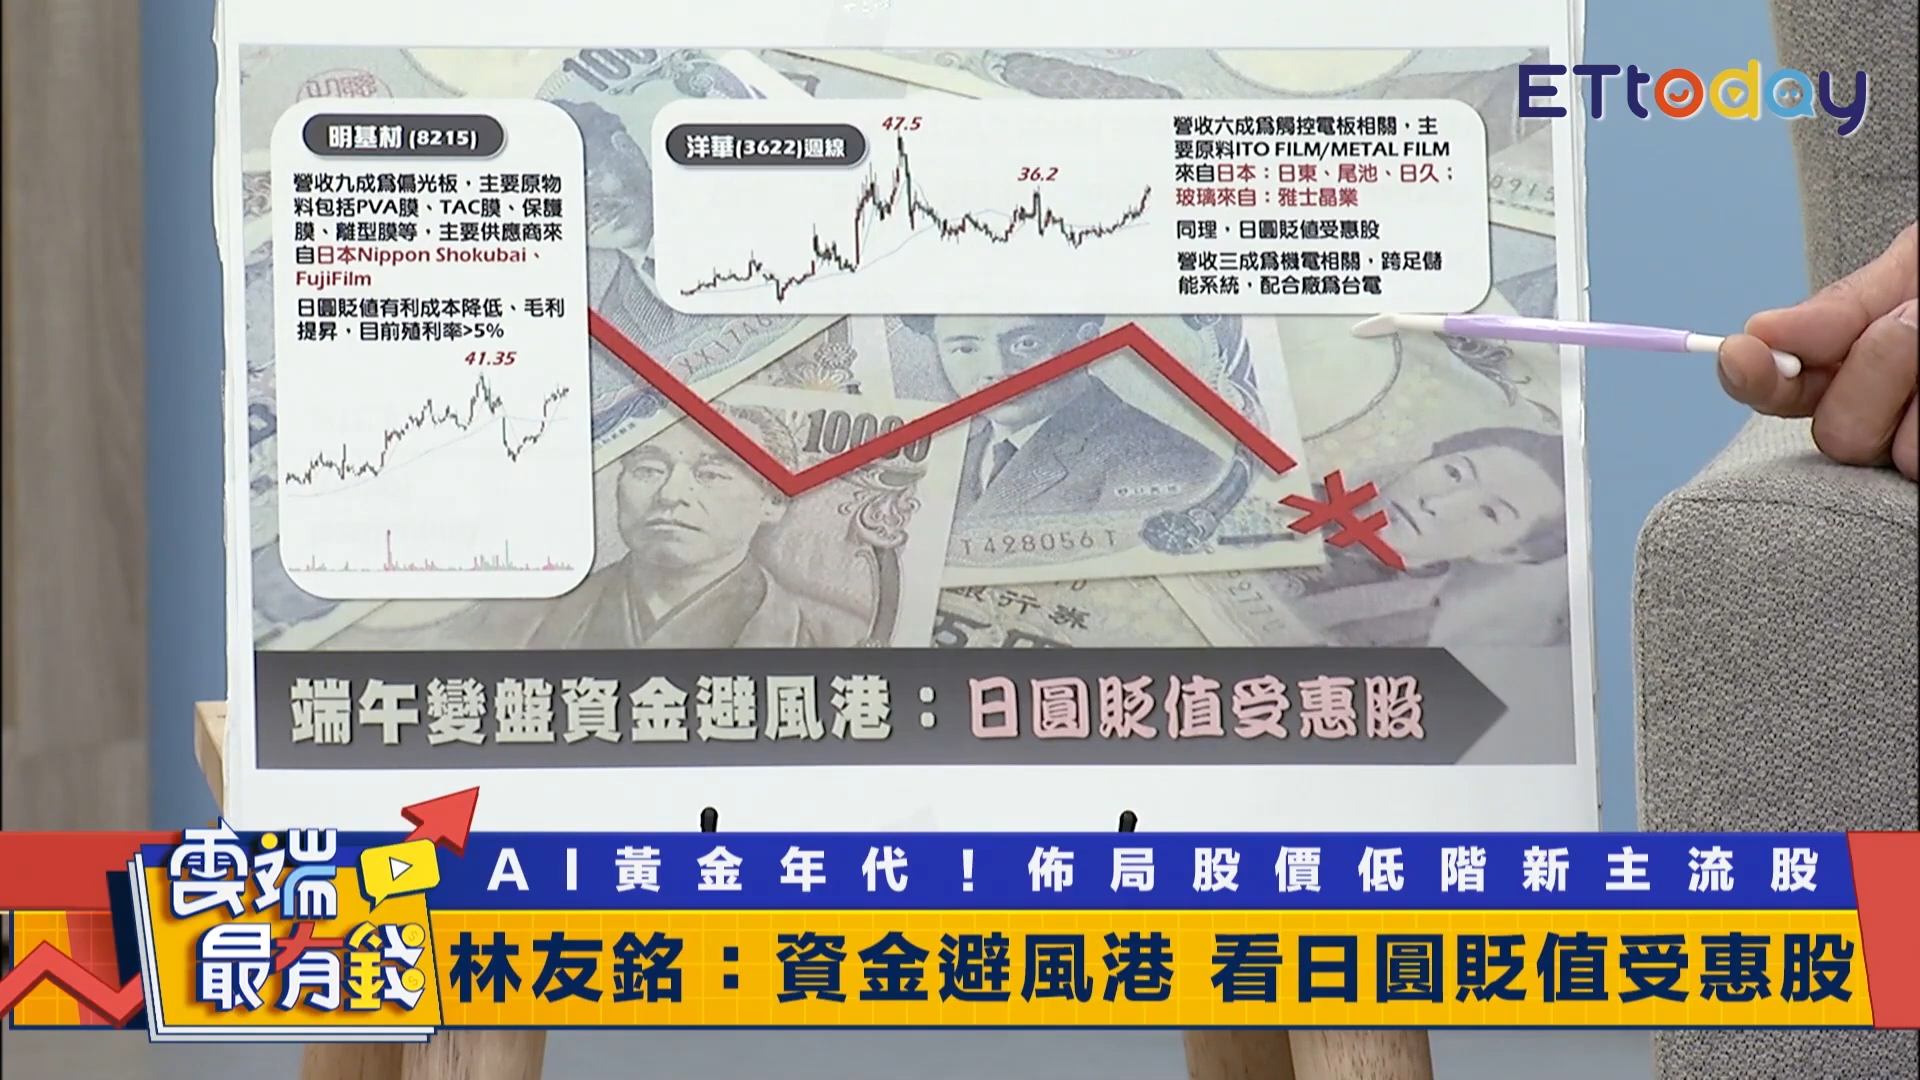 ETtoday
明基材 (8215)
營收九成為偏光板，主要原物
料包括PVA膜、TAC膜、保護
膜、離型膜等，主要供應商來
自日本Nippon Shokubai、
FujiFilm
日圓貶值有利成本降低、毛利
提昇，目前殖利率>5%
41.35
洋華(3622)週線
47.5
36.2
營收六成為觸控電板相關，主
要原料ITO FILM/METAL FILM
來自日本：日東、尾池、日久；
玻璃來自：雅士晶業
同理，日圓貶值受惠股
營收三成為機電相關，跨足儲
能系統，配合廠為台電
10000
T428056T
端午變盤資金避風港：日圓貶值受惠股
雲端
最有錢
AI黃金年代！佈局股價低階新主流股
林友銘：資金避風港 看日圓貶值受惠股